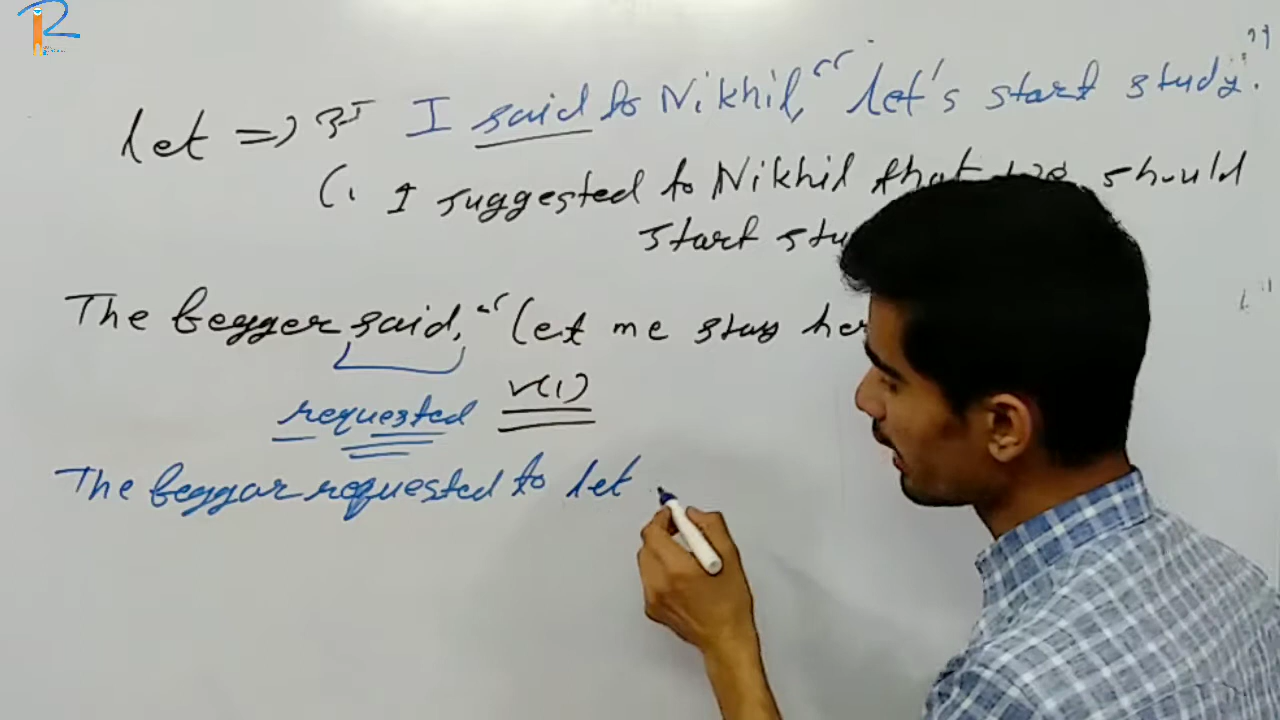 let => I said to Nikhil, "let's start study."
I suggested to Nikhil that we should
start
The begger said, "Let me stay
requested V(1)
The beggar requested to let